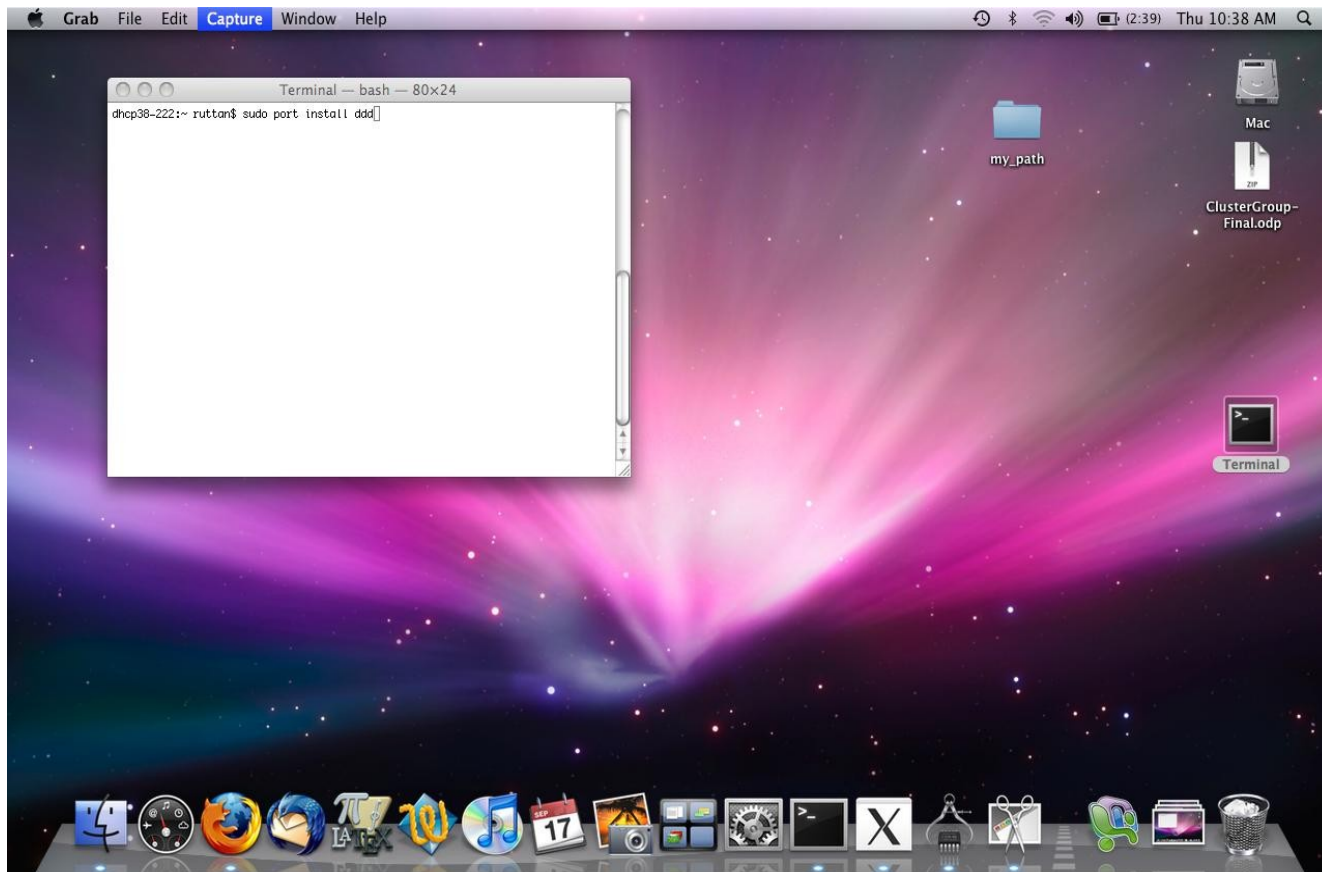 Grab File Edit Capture Window Help (2:39) Thu 10:38 AM
Terminal — bash — 80×24
dhcp38-222:~ ruttan$ sudo port install ddd
Mac
my_path
ZIP
ClusterGroup-
Final.odp
>_
Terminal
SEP
17
LATEX
>_
X